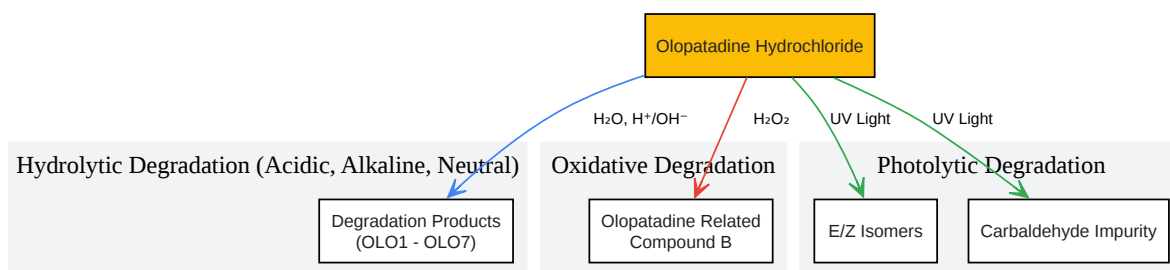 Olopatadine Hydrochloride
H₂O, H⁺/OH⁻
H₂O₂
UV Light
UV Light
Hydrolytic Degradation (Acidic, Alkaline, Neutral)
Oxidative Degradation
Photolytic Degradation
Degradation Products
(OLO1 - OLO7)
Olopatadine Related
Compound B
E/Z Isomers
Carbaldehyde Impurity